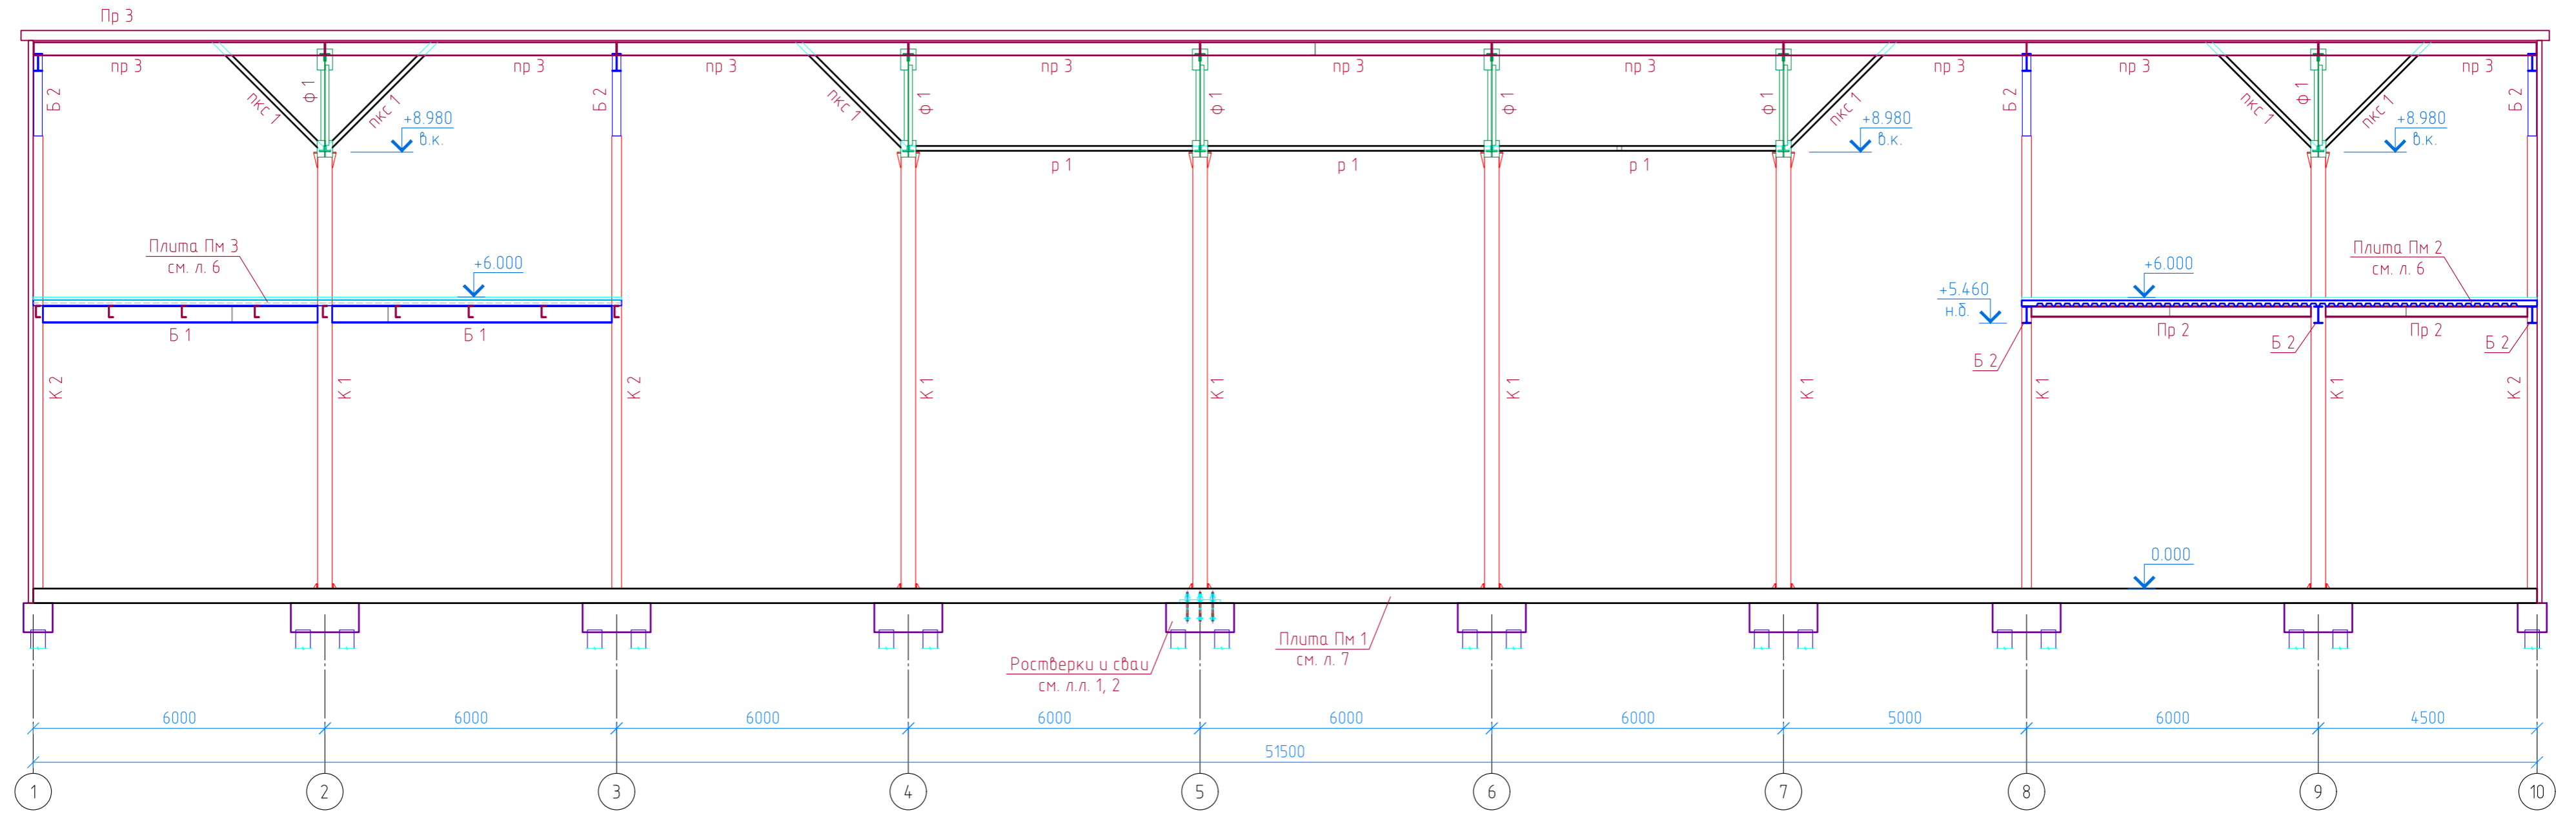 Пр 3
пр 3
пр 3
пр 3
пр 3
пр 3
пр 3
пр 3
пр 3
пр 3
Б 2
пкс 1
ф 1
пкс 1
Б 2
пкс 1
ф 1
ф 1
ф 1
ф 1
пкс 1
Б 2
пкс 1
ф 1
пкс 1
Б 2
+8.980
в.к.
+8.980
в.к.
+8.980
в.к.
р 1
р 1
р 1
Плита Пм 3
см. л. 6
+6.000
+6.000
Плита Пм 2
см. л. 6
+5.460
н.б.
Б 1
Б 1
Пр 2
Пр 2
Б 2
Б 2
Б 2
К 2
К 1
К 2
К 1
К 1
К 1
К 1
К 1
К 1
К 2
0.000
Плита Пм 1
см. л. 7
Ростверки и сваи
см. л.л. 1, 2
6000
6000
6000
6000
6000
6000
5000
6000
4500
51500
1
2
3
4
5
6
7
8
9
10